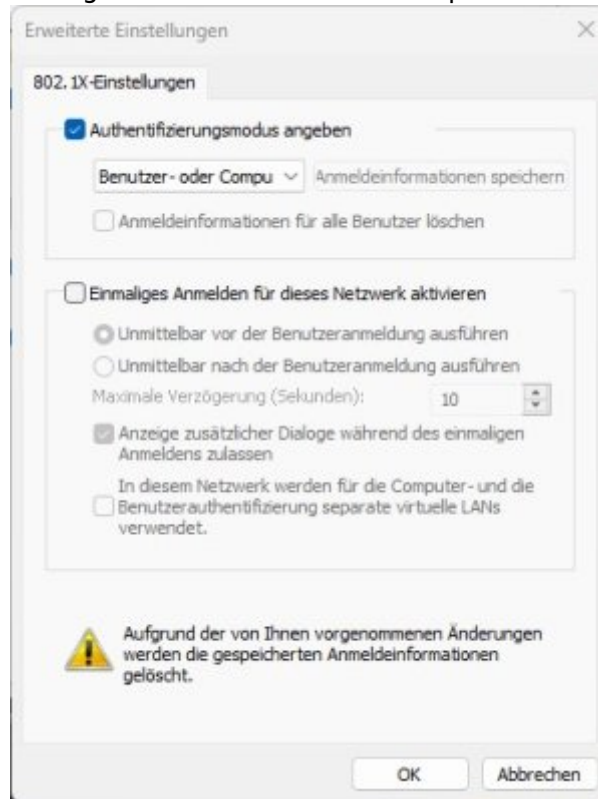 Erweiterte Einstellungen
802.1X-Einstellungen
Authentifizierungsmodus angeben
Benutzer- oder Compu
Anmeldeinformationen speichern
Anmeldeinformationen für alle Benutzer löschen
Einmaliges Anmelden für dieses Netzwerk aktivieren
Unmittelbar vor der Benutzeranmeldung ausführen
Unmittelbar nach der Benutzeranmeldung ausführen
Maximale Verzögerung (Sekunden): 10
Anzeige zusätzlicher Dialoge während des einmaligen
Anmeldens zulassen
In diesem Netzwerk werden für die Computer- und die
Benutzerauthentifizierung separate virtuelle LANs
verwendet.
Aufgrund der von Ihnen vorgenommenen Änderungen
werden die gespeicherten Anmeldeinformationen
gelöscht.
OK Abbrechen